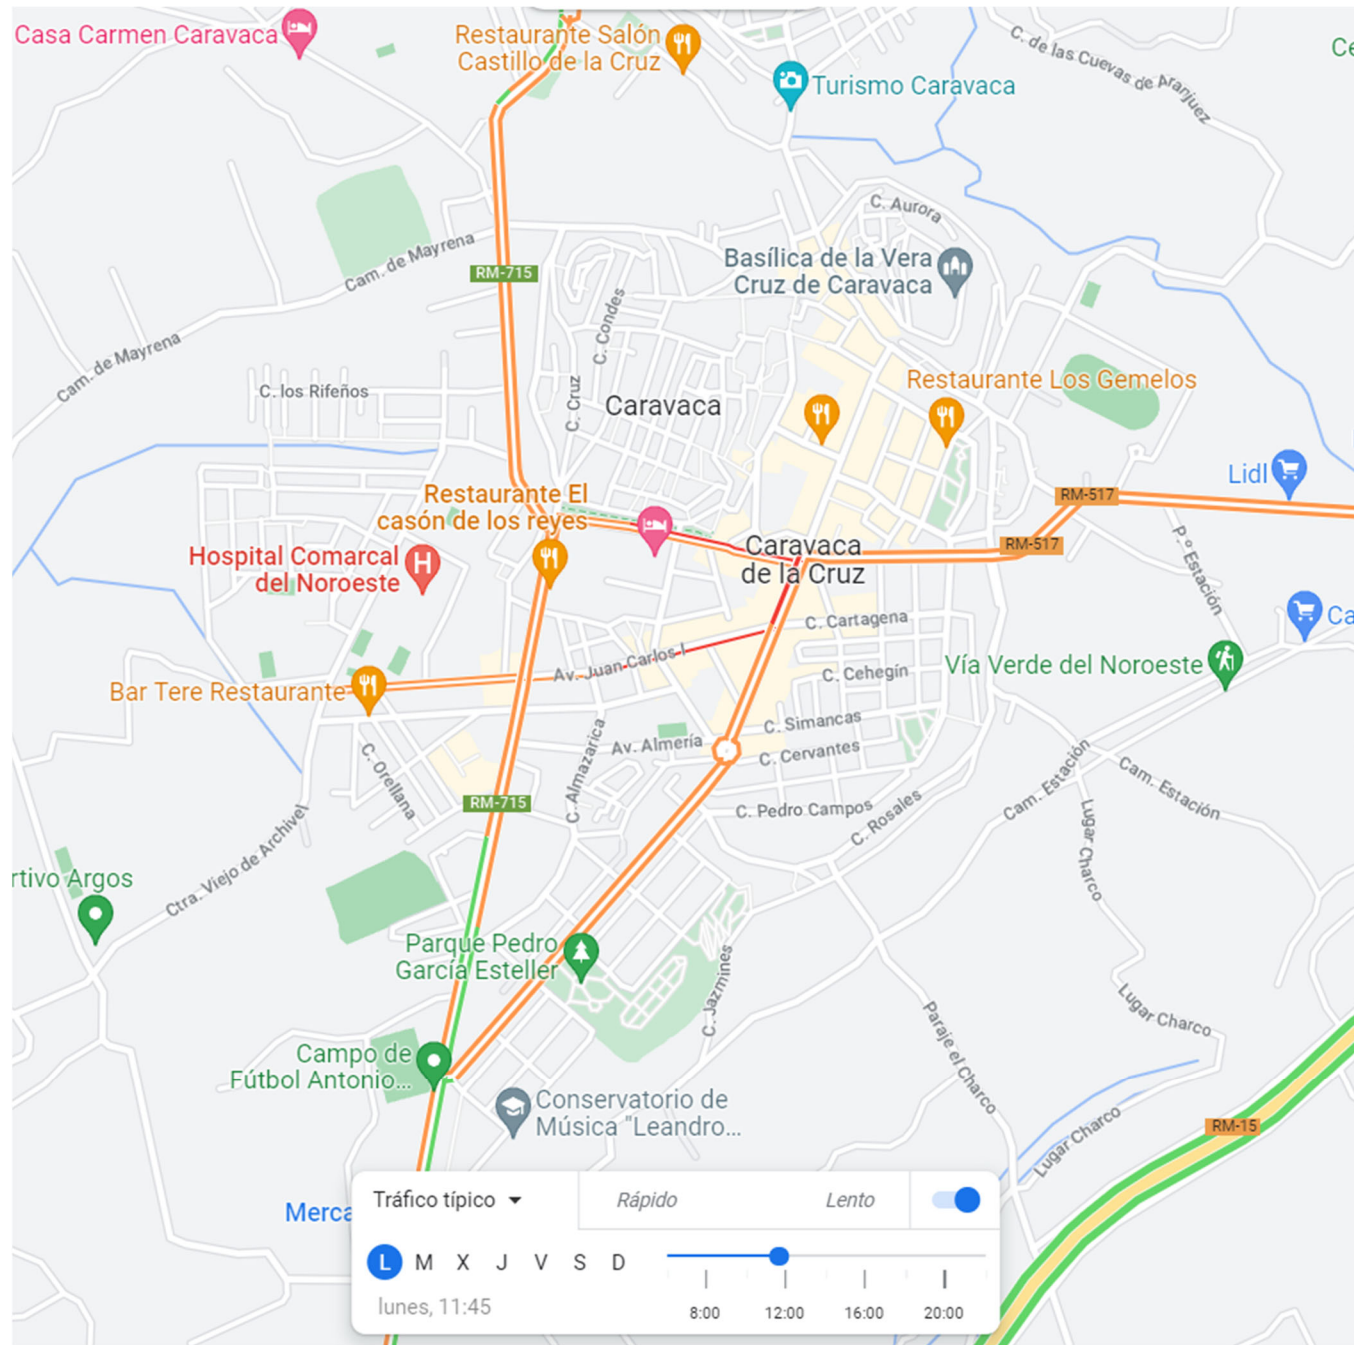 Casa Carmen Caravaca
Restaurante Salón
Castillo de la Cruz
C. de las Cuevas de Aranjuez
Ce
Turismo Caravaca
C. Aurora
Cam. de Mayrena
RM-715
Basílica de la Vera
Cruz de Caravaca
C. Condes
Cam. de Mayrena
C. los Rifeños
C. Cruz
Caravaca
Restaurante Los Gemelos
Lidl
Restaurante El
casón de los reyes
RM-517
RM-517
Hospital Comarcal
del Noroeste
Caravaca
de la Cruz
P.º Estación
Ca
C. Cartagena
Av. Juan Carlos I
C. Cehegín
Vía Verde del Noroeste
Bar Tere Restaurante
C. Simancas
Av. Almería
C. Cervantes
C. Orellana
C. Almazarica
RM-715
C. Pedro Campos
C. Rosales
Cam. Estación
Cam. Estación
Lugar Charco
Ctra. Viejo de Archivel
rtivo Argos
Parque Pedro
García Esteller
C. Jazmines
Lugar Charco
Paraje el Charco
Campo de
Fútbol Antonio...
Conservatorio de
Música "Leandro...
Lugar Charco
RM-15
Merca
Tráfico típico
Rápido
Lento
L M X J V S D
lunes, 11:45
8:00 12:00 16:00 20:00